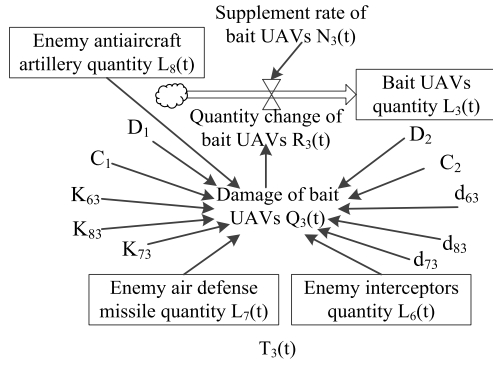 Supplement rate of
bait UAVs N₃(t)
Enemy antiaircraft
artillery quantity L₈(t)
Bait UAVs
quantity L₃(t)
Quantity change of
bait UAVs R₃(t)
D₁
D₂
C₁
C₂
K₆₃
d₆₃
Damage of bait
UAVs Q₃(t)
K₈₃
d₈₃
K₇₃
d₇₃
Enemy air defense
missile quantity L₇(t)
Enemy interceptors
quantity L₆(t)
T₃(t)